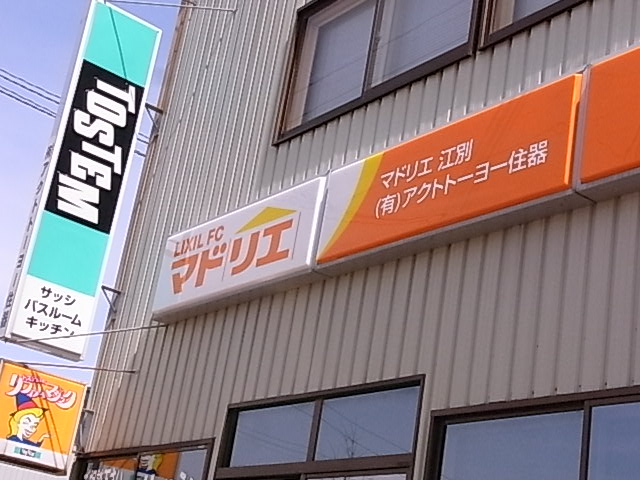 TOSTEM
サッシ
バスルーム
キッチン
LIXIL FC
マドリエ
マドリエ 江別
(有)アクトトーヨー住器